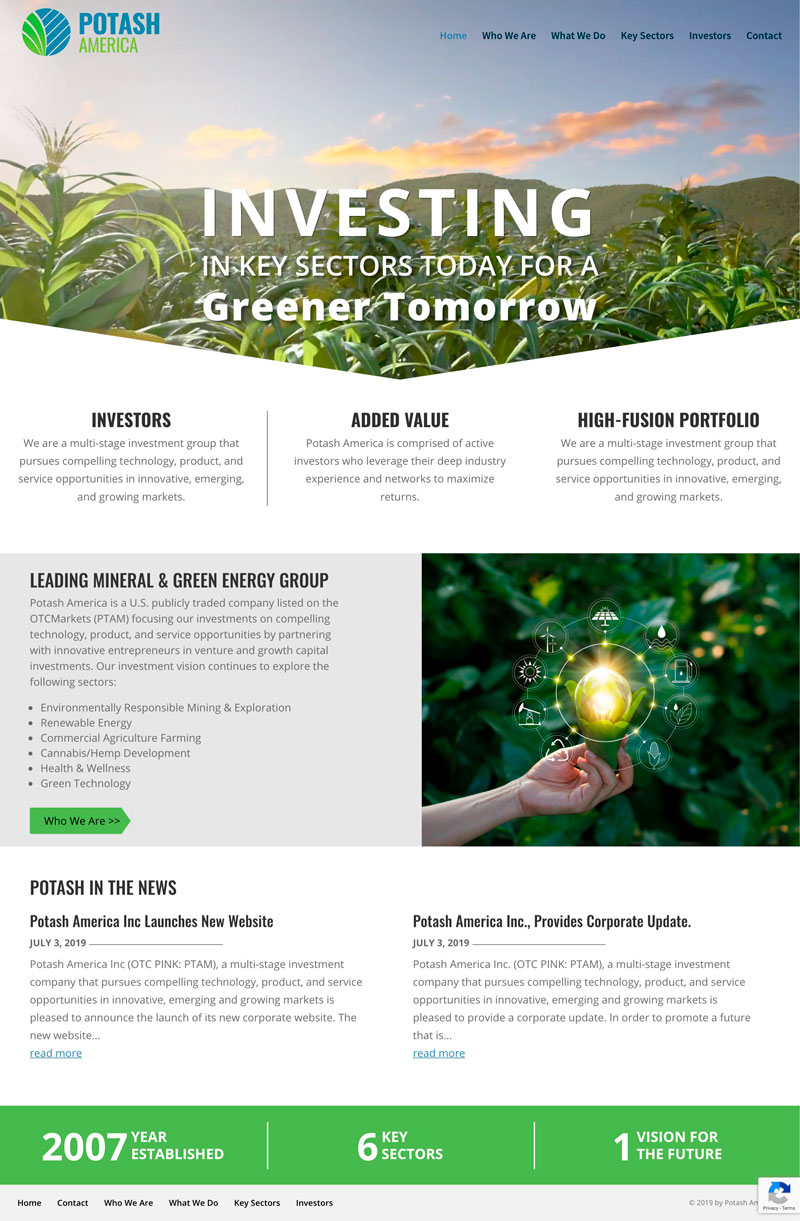 POTASH
AMERICA
Home Who We Are What We Do Key Sectors Investors Contact
INVESTING
IN KEY SECTORS TODAY FOR A
Greener Tomorrow
INVESTORS
We are a multi-stage investment group that
pursues compelling technology, product, and
service opportunities in innovative, emerging,
and growing markets.
ADDED VALUE
Potash America is comprised of active
investors who leverage their deep industry
experience and networks to maximize
returns.
HIGH-FUSION PORTFOLIO
We are a multi-stage investment group that
pursues compelling technology, product, and
service opportunities in innovative, emerging,
and growing markets.
LEADING MINERAL & GREEN ENERGY GROUP
Potash America is a U.S. publicly traded company listed on the
OTCMarkets (PTAM) focusing our investments on compelling
technology, product, and service opportunities by partnering
with innovative entrepreneurs in venture and growth capital
investments. Our investment vision continues to explore the
following sectors:
• Environmentally Responsible Mining & Exploration
• Renewable Energy
• Commercial Agriculture Farming
• Cannabis/Hemp Development
• Health & Wellness
• Green Technology
Who We Are >>
POTASH IN THE NEWS
Potash America Inc Launches New Website
JULY 3, 2019
Potash America Inc (OTC PINK: PTAM), a multi-stage investment
company that pursues compelling technology, product, and service
opportunities in innovative, emerging and growing markets is
pleased to announce the launch of its new corporate website. The
new website...
read more
Potash America Inc., Provides Corporate Update.
JULY 3, 2019
Potash America Inc. (OTC PINK: PTAM), a multi-stage investment
company that pursues compelling technology, product, and service
opportunities in innovative, emerging and growing markets is
pleased to provide a corporate update. In order to promote a future
that is...
read more
2007 YEAR
ESTABLISHED
6 KEY
SECTORS
1 VISION FOR
THE FUTURE
Home Contact Who We Are What We Do Key Sectors Investors
© 2019 by Potash Am
Privacy - Terms